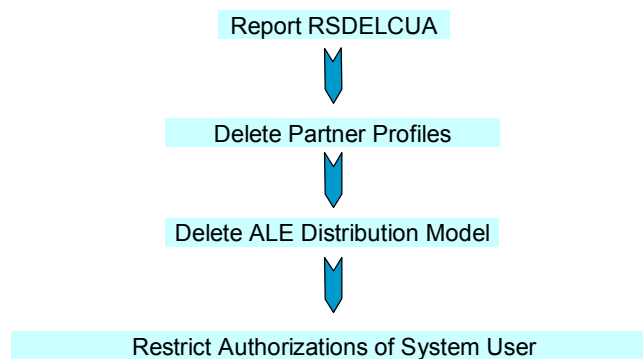 Report RSDELCUA
Delete Partner Profiles
Delete ALE Distribution Model
Restrict Authorizations of System User